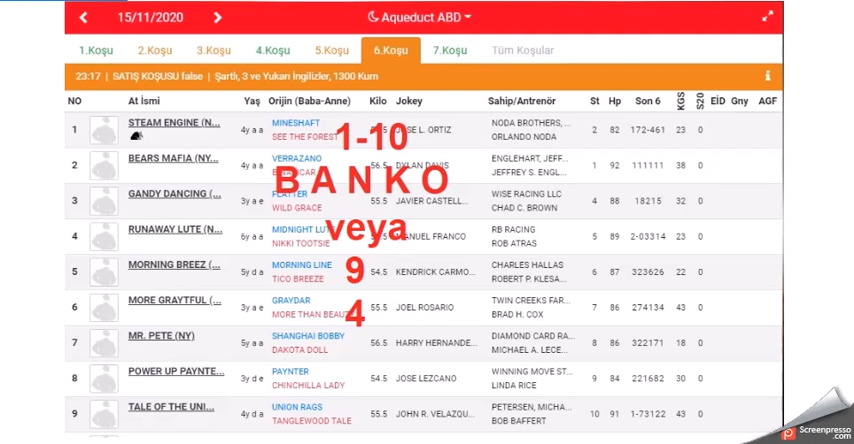 15/11/2020 Aqueduct ABD
1.Koşu 2.Koşu 3.Koşu 4.Koşu 5.Koşu 6.Koşu 7.Koşu Tüm Koşular
23:17 | SATIŞ KOŞUSU false | Şartlı, 3 ve Yukarı İngilizler, 1300 Kum
NO At İsmi Yaş Orijin (Baba-Anne) Kilo Jokey Sahip/Antrenör St Hp Son 6 KGS S20 EİD Gny AGF
1 STEAM ENGINE (N... 4y a a MINESHAFT SEE THE FOREST JOSE L. ORTIZ NODA BROTHERS, ... ORLANDO NODA 2 82 172-461 23 0
2 BEARS MAFIA (NY... 4y a a VERRAZANO 56.5 DYLAN DAVIS ENGLEHART, JEFF... JEFFREY S. ENGL... 1 92 111111 38 0
3 GANDY DANCING (... 3y a e FLATTER WILD GRACE 55.5 JAVIER CASTELL... WISE RACING LLC CHAD C. BROWN 4 88 18215 32 0
4 RUNAWAY LUTE (N... 6y a a MIDNIGHT LUTE NIKKI TOOTSIE MANUEL FRANCO RB RACING ROB ATRAS 5 89 2-03314 23 0
5 MORNING BREEZ (... 5y d a MORNING LINE TICO BREEZE 54.5 KENDRICK CARMO... CHARLES HALLAS ROBERT P. KLESA... 6 87 323626 22 0
6 MORE GRAYTFUL (... 3y a e GRAYDAR MORE THAN BEAUT 55.5 JOEL ROSARIO TWIN CREEKS FAR... BRAD H. COX 7 86 274134 43 0
7 MR. PETE (NY) 5y a a SHANGHAI BOBBY DAKOTA DOLL 56.5 HARRY HERNANDE... DIAMOND CARD RA... MICHAEL A. LECE... 8 86 322171 18 0
8 POWER UP PAYNTE... 3y d e PAYNTER CHINCHILLA LADY 54.5 JOSE LEZCANO WINNING MOVE ST... LINDA RICE 9 84 221682 30 0
9 TALE OF THE UNI... 4y d a UNION RAGS TANGLEWOOD TALE 55.5 JOHN R. VELAZQU... PETERSEN, MICHA... BOB BAFFERT 10 91 1-73122 43 0
1-10
B A N K O
veya
9
4
Screenpresso
.com